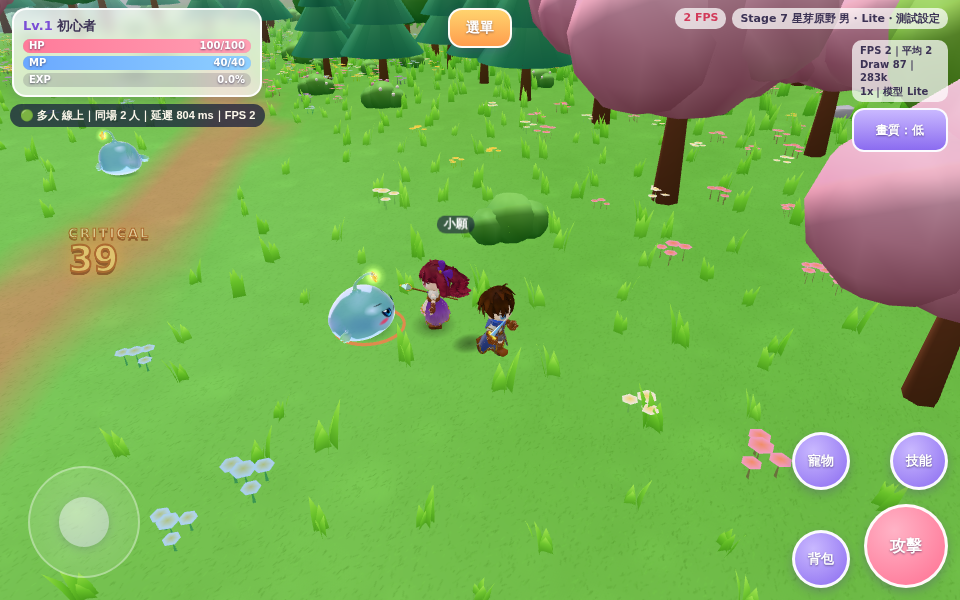 Lv.1 初心者
HP 100/100
MP 40/40
EXP 0.0%
多人 線上｜同場 2 人｜延遲 804 ms｜FPS 2
選單
2 FPS
Stage 7 星芽原野 男・Lite・測試設定
FPS 2｜平均 2
Draw 87｜
283k
1x｜模型 Lite
畫質：低
CRITICAL
39
小願
寵物
技能
背包
攻擊